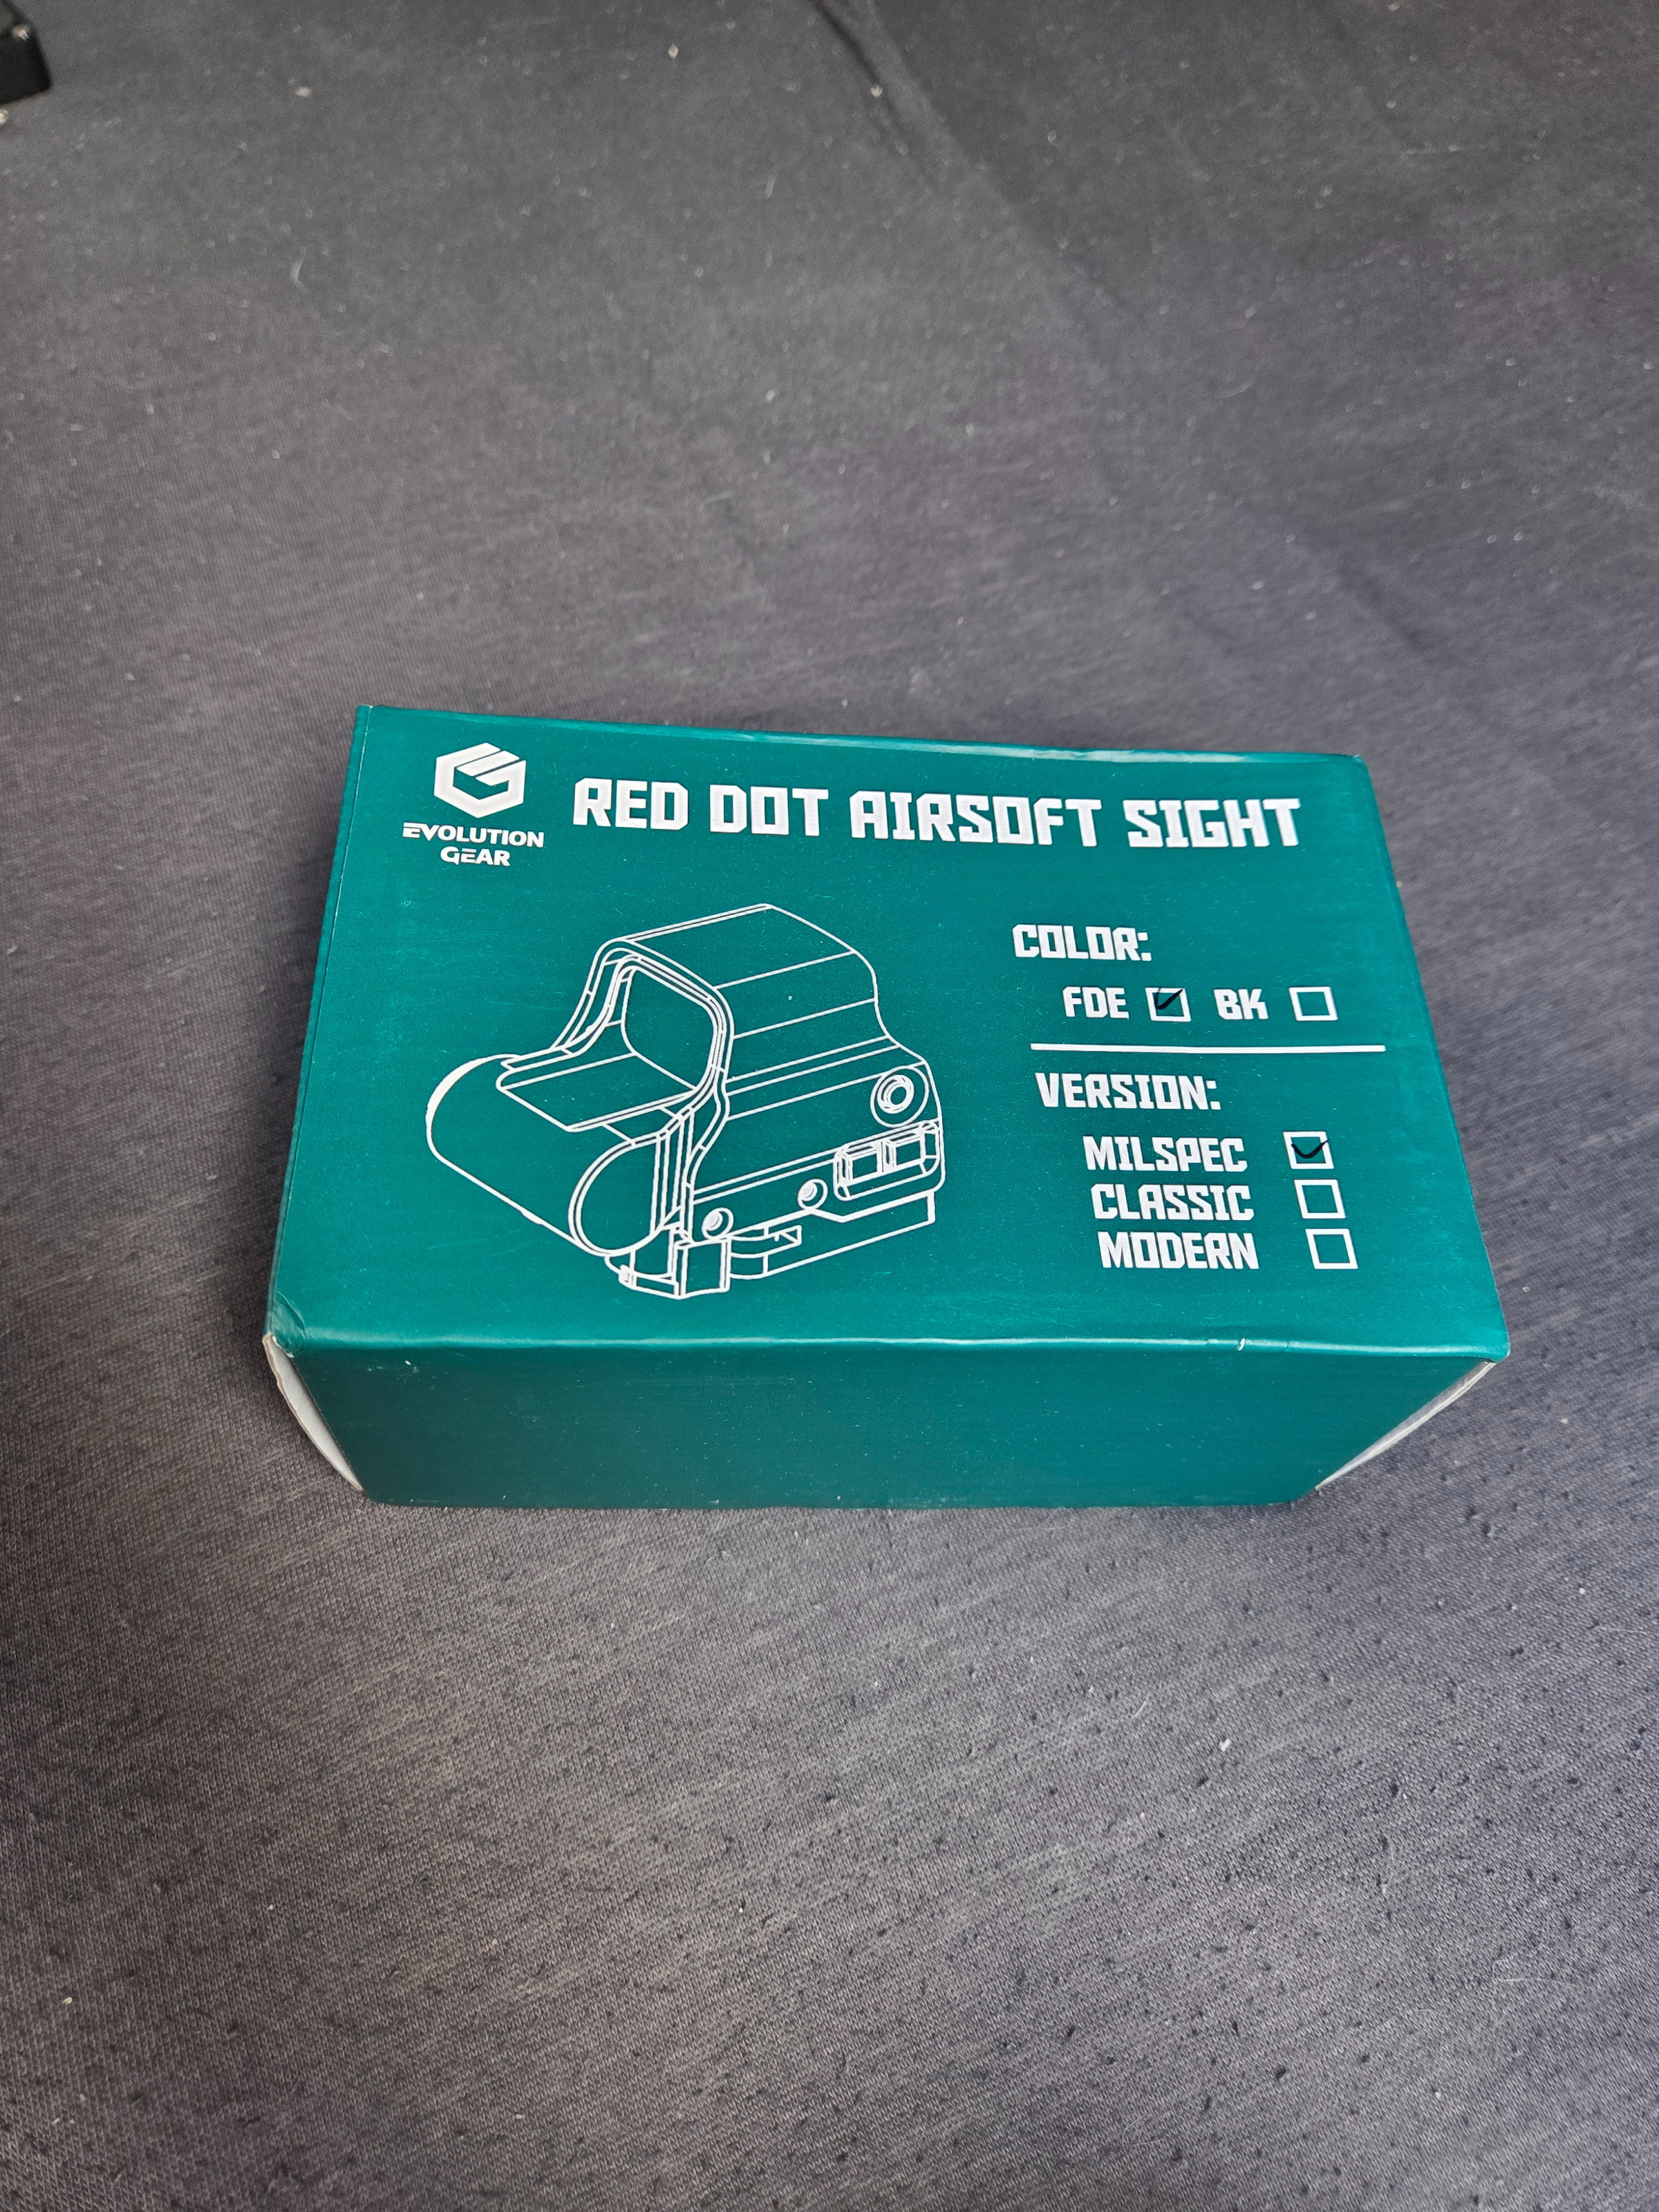 EVOLUTION
GEAR
RED DOT AIRSOFT SIGHT
COLOR:
FDE BK
VERSION:
MILSPEC
CLASSIC
MODERN